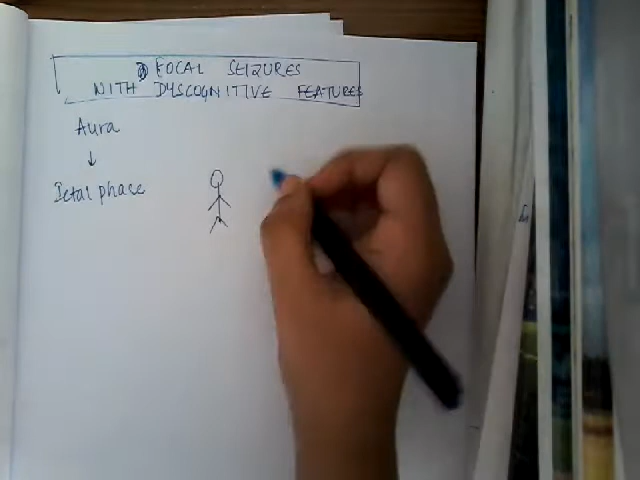 FOCAL SEIZURES
WITH DYSCOGNITIVE FEATURES
Aura
↓
Ictal phase